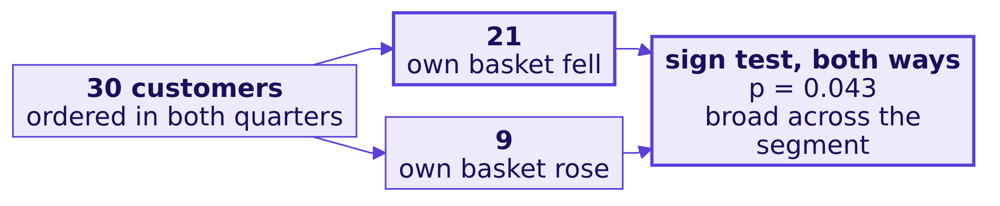 30 customers
ordered in both quarters
21
own basket fell
9
own basket rose
sign test, both ways
p = 0.043
broad across the
segment